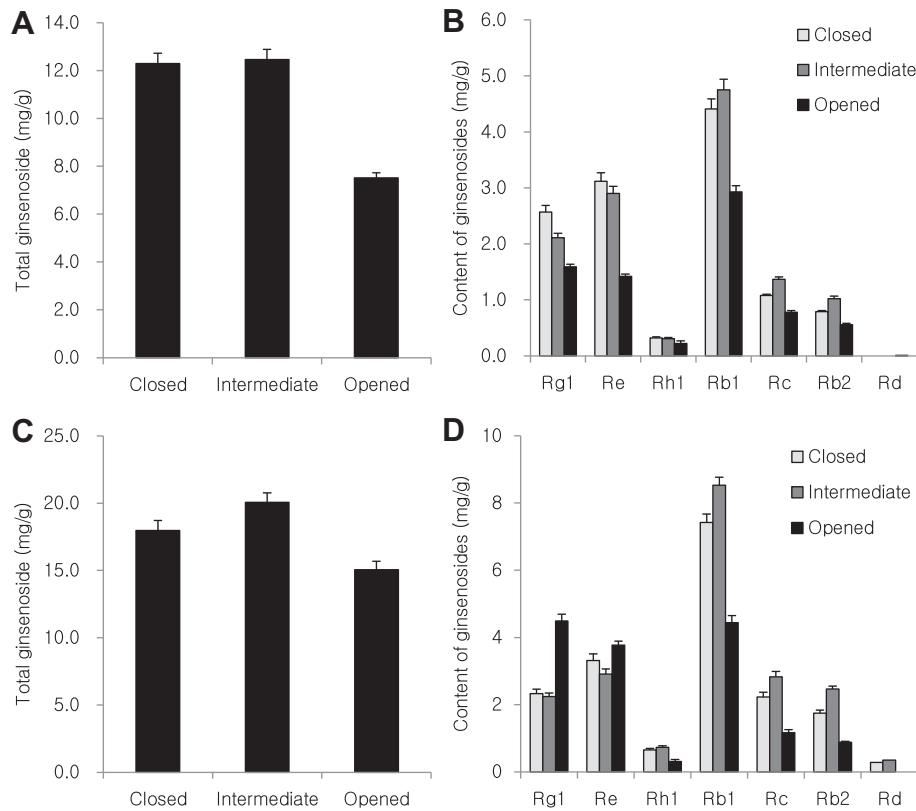 A
Total ginsenoside (mg/g)
14.0
12.0
10.0
8.0
6.0
4.0
2.0
0.0
Closed Intermediate Opened
B
Content of ginsenosides (mg/g)
6.0
5.0
4.0
3.0
2.0
1.0
0.0
Closed
Intermediate
Opened
Rg1 Re Rh1 Rb1 Rc Rb2 Rd
C
Total ginsenoside (mg/g)
25.0
20.0
15.0
10.0
5.0
0.0
Closed Intermediate Opened
D
Content of ginsenosides (mg/g)
10
8
6
4
2
0
Closed
Intermediate
Opened
Rg1 Re Rh1 Rb1 Rc Rb2 Rd